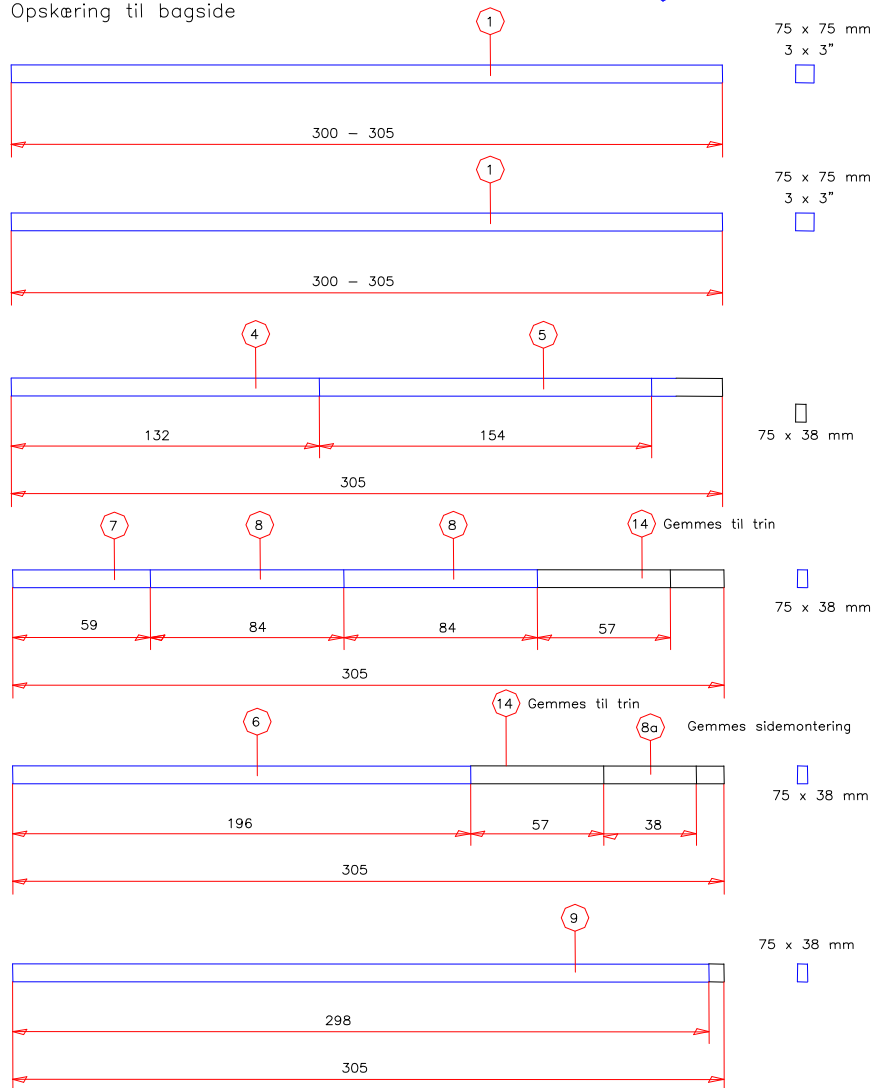 Opskæring til bagside
1
75 x 75 mm
3 x 3"
300 - 305
1
75 x 75 mm
3 x 3"
300 - 305
4
5
132
154
75 x 38 mm
305
7
8
8
14 Gemmes til trin
59
84
84
57
75 x 38 mm
305
6
14 Gemmes til trin
8a Gemmes sidemontering
75 x 38 mm
196
57
38
305
9
75 x 38 mm
298
305